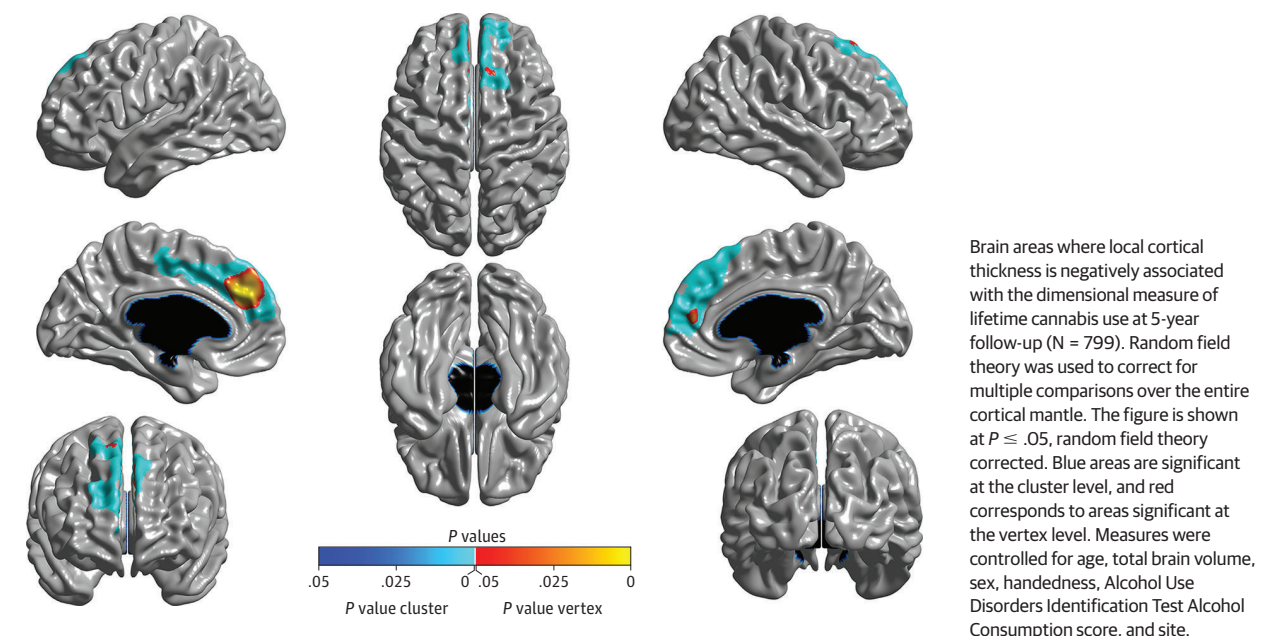 Brain areas where local cortical
thickness is negatively associated
with the dimensional measure of
lifetime cannabis use at 5-year
follow-up (N = 799). Random field
theory was used to correct for
multiple comparisons over the entire
cortical mantle. The figure is shown
at P ≤ .05, random field theory
corrected. Blue areas are significant
at the cluster level, and red
corresponds to areas significant at
the vertex level. Measures were
controlled for age, total brain volume,
sex, handedness, Alcohol Use
Disorders Identification Test Alcohol
Consumption score, and site.
P values
.05 .025 0 .05 .025 0
P value cluster P value vertex